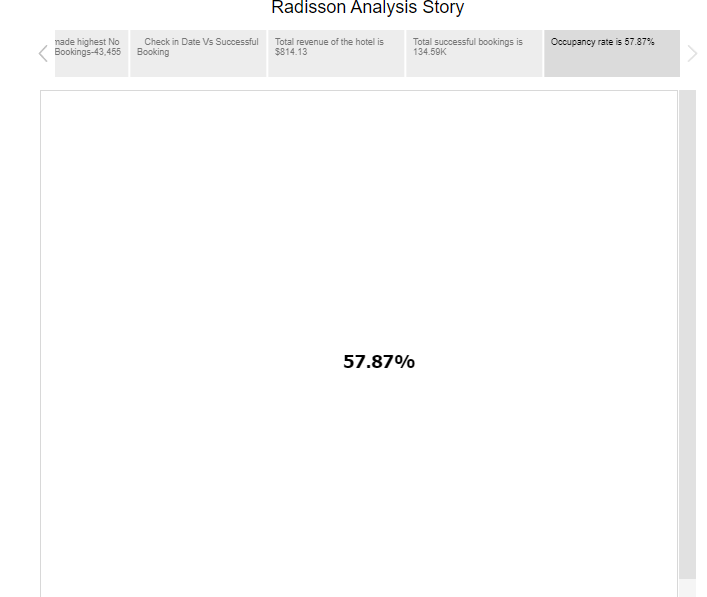 Radisson Analysis Story
made highest No
Bookings-43,455
Check in Date Vs Successful
Booking
Total revenue of the hotel is
$814.13
Total successful bookings is
134.59K
Occupancy rate is 57.87%
57.87%